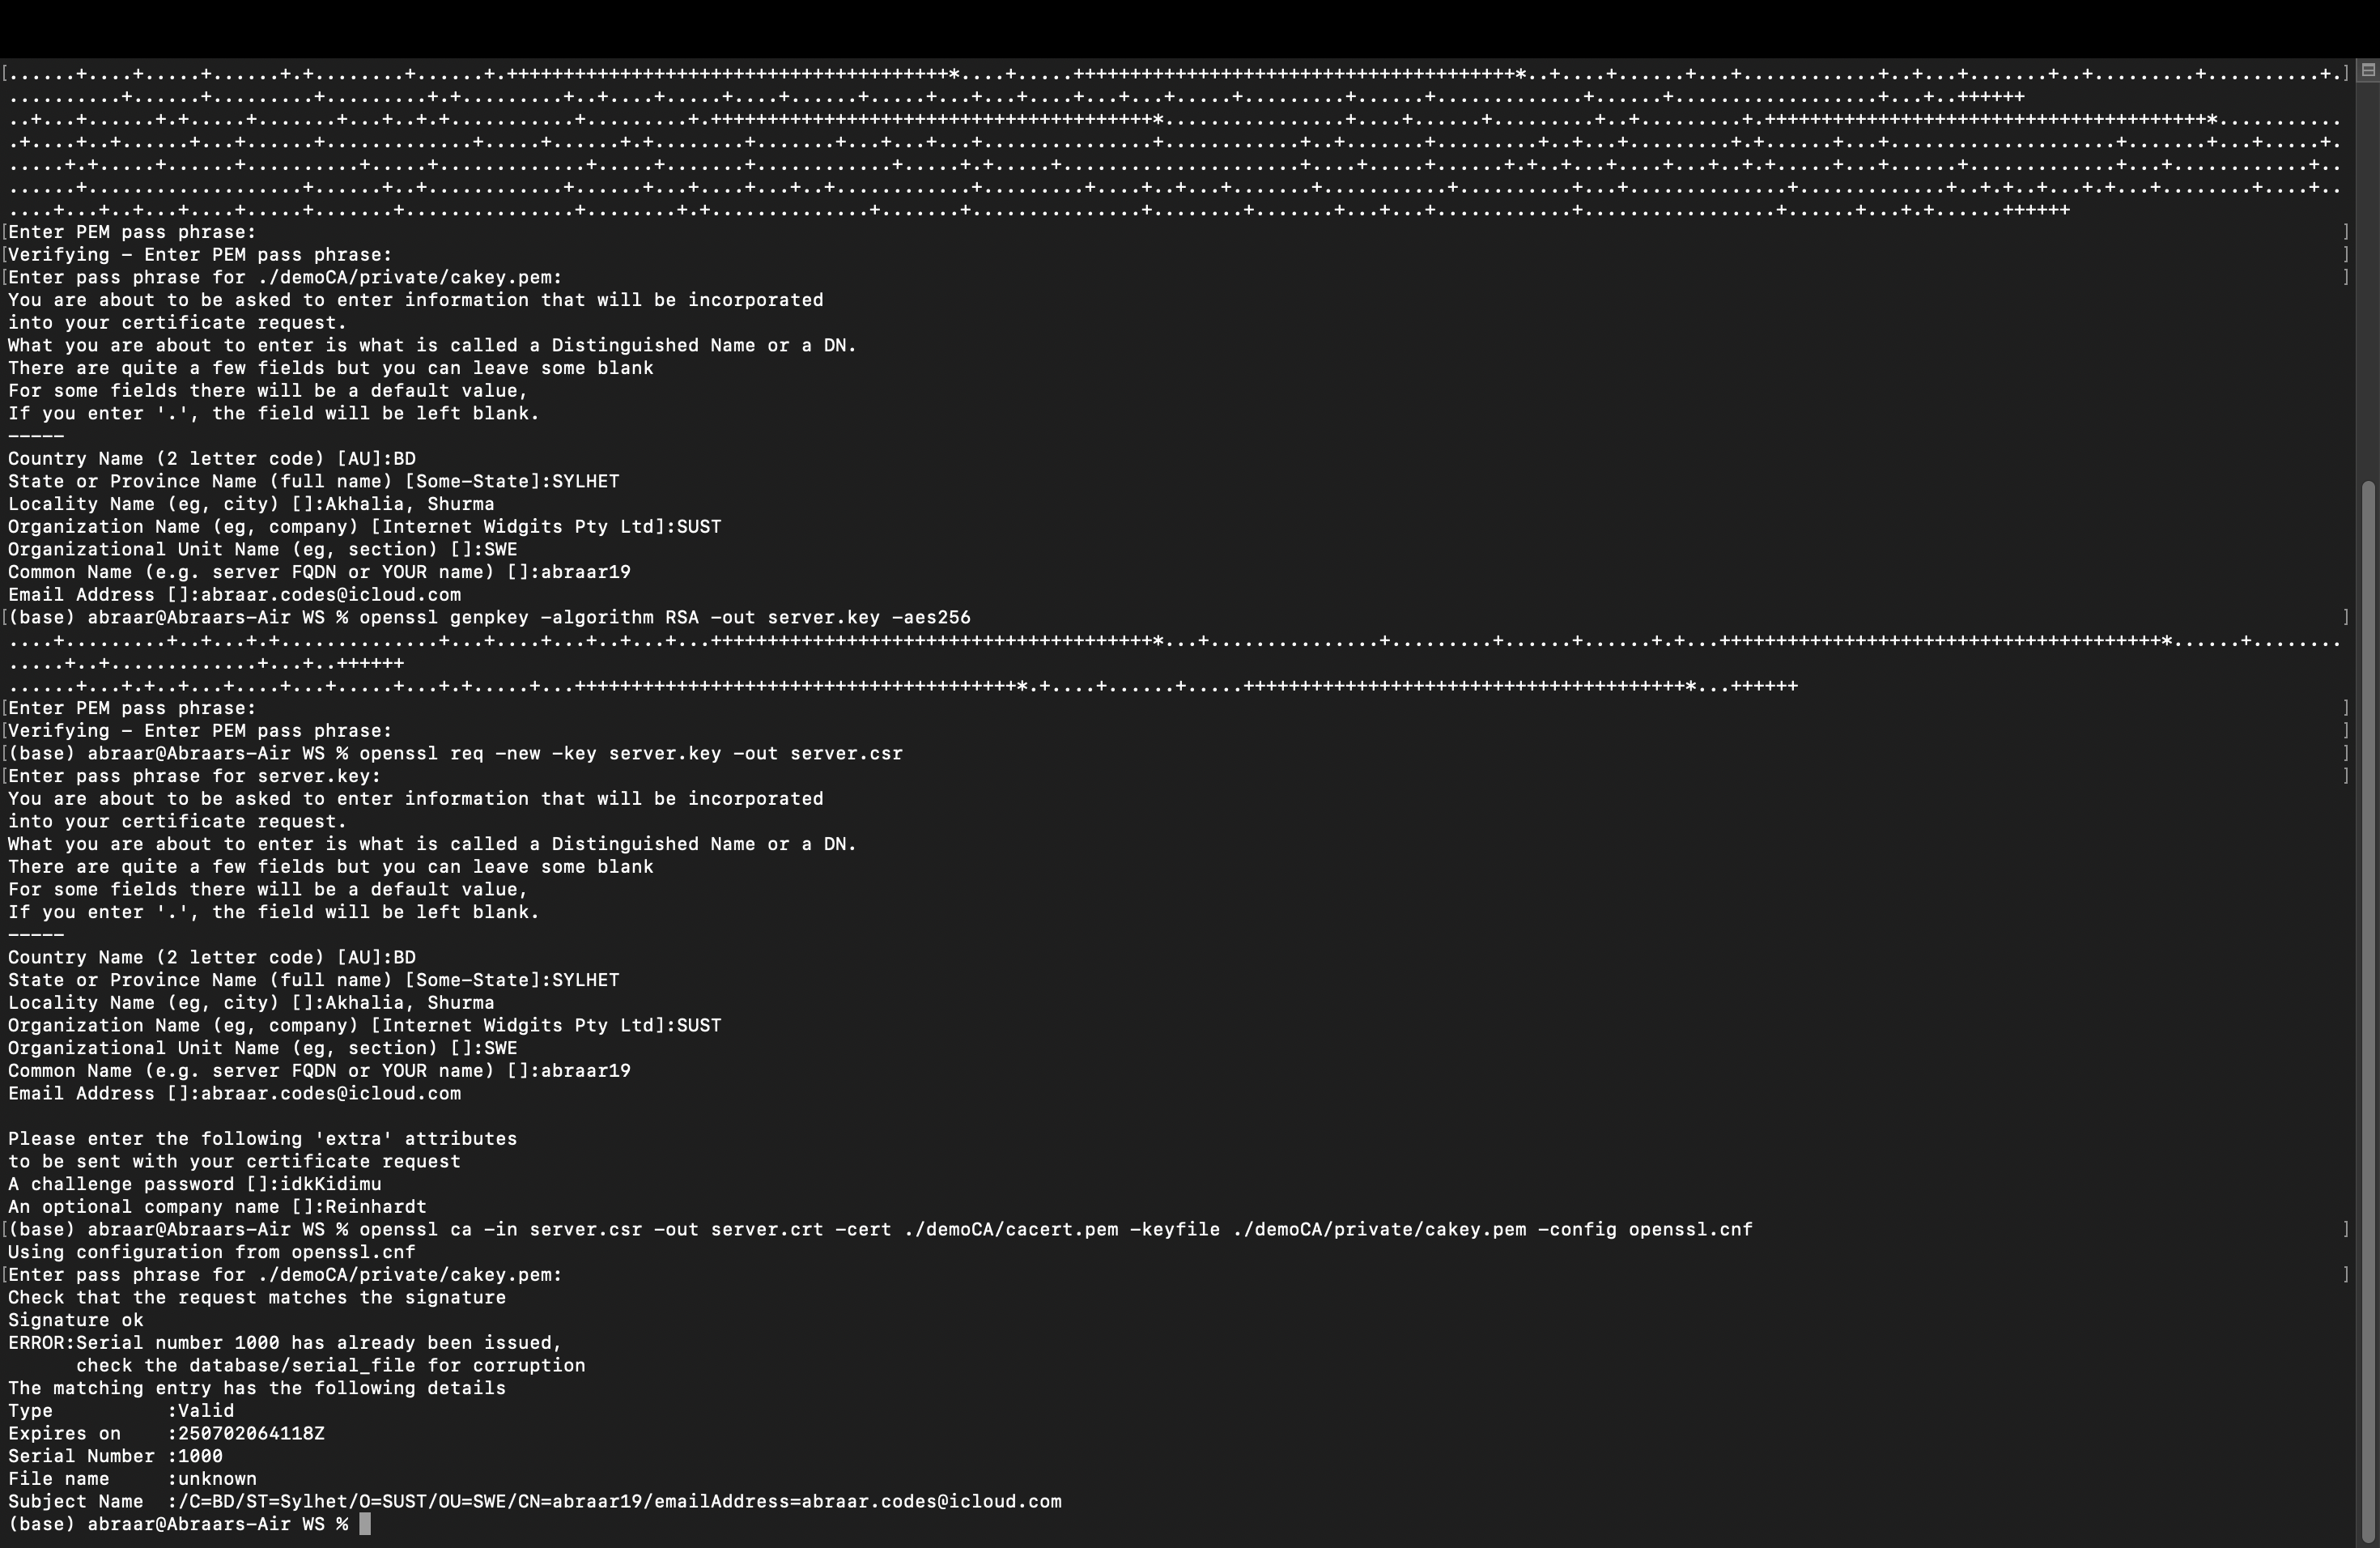 Enter PEM pass phrase:
Verifying - Enter PEM pass phrase:
Enter pass phrase for ./demoCA/private/cakey.pem:
You are about to be asked to enter information that will be incorporated
into your certificate request.
What you are about to enter is what is called a Distinguished Name or a DN.
There are quite a few fields but you can leave some blank
For some fields there will be a default value,
If you enter '.', the field will be left blank.
-----
Country Name (2 letter code) [AU]:BD
State or Province Name (full name) [Some-State]:SYLHET
Locality Name (eg, city) []:Akhalia, Shurma
Organization Name (eg, company) [Internet Widgits Pty Ltd]:SUST
Organizational Unit Name (eg, section) []:SWE
Common Name (e.g. server FQDN or YOUR name) []:abraar19
Email Address []:abraar.codes@icloud.com
(base) abraar@Abraars-Air WS % openssl genpkey -algorithm RSA -out server.key -aes256
Enter PEM pass phrase:
Verifying - Enter PEM pass phrase:
(base) abraar@Abraars-Air WS % openssl req -new -key server.key -out server.csr
Enter pass phrase for server.key:
You are about to be asked to enter information that will be incorporated
into your certificate request.
What you are about to enter is what is called a Distinguished Name or a DN.
There are quite a few fields but you can leave some blank
For some fields there will be a default value,
If you enter '.', the field will be left blank.
-----
Country Name (2 letter code) [AU]:BD
State or Province Name (full name) [Some-State]:SYLHET
Locality Name (eg, city) []:Akhalia, Shurma
Organization Name (eg, company) [Internet Widgits Pty Ltd]:SUST
Organizational Unit Name (eg, section) []:SWE
Common Name (e.g. server FQDN or YOUR name) []:abraar19
Email Address []:abraar.codes@icloud.com
Please enter the following 'extra' attributes
to be sent with your certificate request
A challenge password []:idkKidimu
An optional company name []:Reinhardt
(base) abraar@Abraars-Air WS % openssl ca -in server.csr -out server.crt -cert ./demoCA/cacert.pem -keyfile ./demoCA/private/cakey.pem -config openssl.cnf
Using configuration from openssl.cnf
Enter pass phrase for ./demoCA/private/cakey.pem:
Check that the request matches the signature
Signature ok
ERROR:Serial number 1000 has already been issued,
check the database/serial_file for corruption
The matching entry has the following details
Type :Valid
Expires on :250702064118Z
Serial Number :1000
File name :unknown
Subject Name :/C=BD/ST=Sylhet/O=SUST/OU=SWE/CN=abraar19/emailAddress=abraar.codes@icloud.com
(base) abraar@Abraars-Air WS %